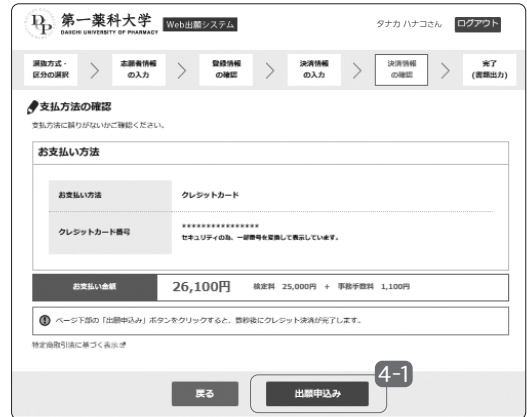 第一薬科大学
DAIICHI UNIVERSITY OF PHARMACY
Web出願システム
タナカ ハナコさん ログアウト
選抜方式・区分の選択
志願者情報の入力
登録情報の確認
決済情報の入力
決済情報の確認
完了(書類出力)
支払方法の確認
支払方法に誤りがないかご確認ください。
お支払い方法
お支払い方法 クレジットカード
クレジットカード番号 ****************
セキュリティの為、一部番号を変換して表示しています。
お支払い金額 26,100円 検定料 25,000円 + 事務手数料 1,100円
ページ下部の「出願申込み」ボタンをクリックすると、数秒後にクレジット決済が完了します。
特定商取引法に基づく表示
4-1
戻る 出願申込み